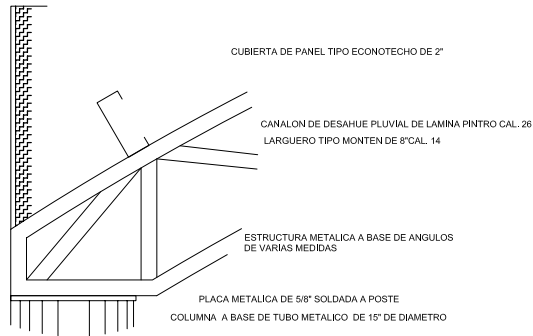 CUBIERTA DE PANEL TIPO ECONOTECHO DE 2"
CANALON DE DESAHUE PLUVIAL DE LAMINA PINTRO CAL. 26
LARGUERO TIPO MONTEN DE 8"CAL. 14
ESTRUCTURA METALICA A BASE DE ANGULOS
DE VARIAS MEDIDAS
PLACA METALICA DE 5/8" SOLDADA A POSTE
COLUMNA A BASE DE TUBO METALICO DE 15" DE DIAMETRO